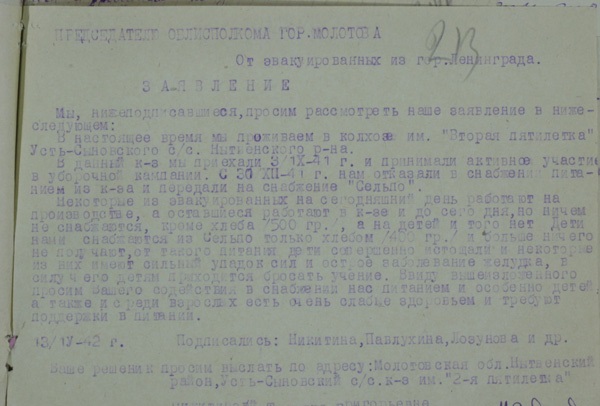 ПРЕДСЕДАТЕЛЮ ОБЛИСПОЛКОМА ГОР.МОЛОТОВА
213
От эвакуированных из гор.Ленинграда.
ЗАЯВЛЕНИЕ
Мы, нижеподписавшиеся,просим рассмотреть наше заявление в ниже-
следующем:
В настоящее время мы проживаем в колхозе им. "Вторая пятилетка"
Усть-Сыновского с/с. Нытвенского р-на.
В данный к-з мы приехали 3/IX-41 г. и принимали активное участие
в уборочной кампании. С 30 XII-41 г. нам отказали в снабжении пита-
нием из к-за и передали на снабжение "Сельпо".
Некоторые из эвакуированных на сегодняшний день работают на
производстве, а оставшиеся работают в к-зе и до сего дня,но ничем
не снабжаются, кроме хлеба /500 гр./, а на детей и того нет Дети
нами снабжаются из Сельпо только хлебом /400 гр./ и больше ничего
не получают,от такого питания дети совершенно истощали и некоторые
из них имеют сильный упадок сил и острое заболевание желудка, в
силу чего детям приходится бросать учение. Ввиду вышеизложенного
просим Вашего содействия в снабжении нас питанием и особенно детей
а также и среди взрослых есть очень слабые здоровьем и требуют
поддержки в питании.
13/IУ-42 г. Подписались: Никитина,Павлухина,Лозунова и др.
Ваше решение просим выслать по адресу:Молотовская обл.Нытвенский
район,Усть-Сыновский с/с.к-з им."2-я пятилетка"